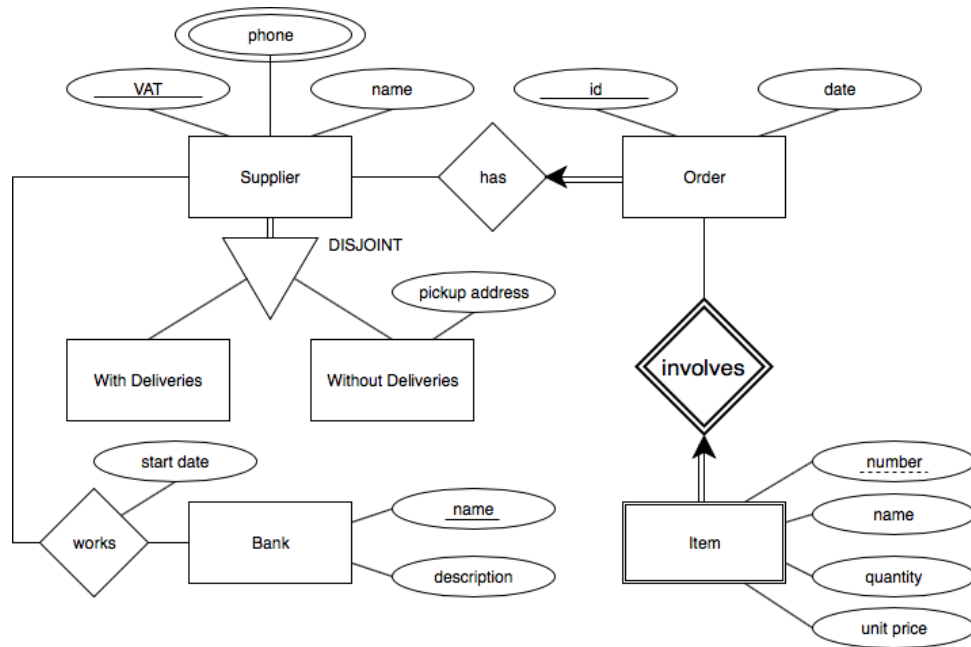 phone
VAT
name
id
date
Supplier
has
Order
DISJOINT
pickup address
With Deliveries
Without Deliveries
involves
start date
number
name
name
works
Bank
Item
description
quantity
unit price